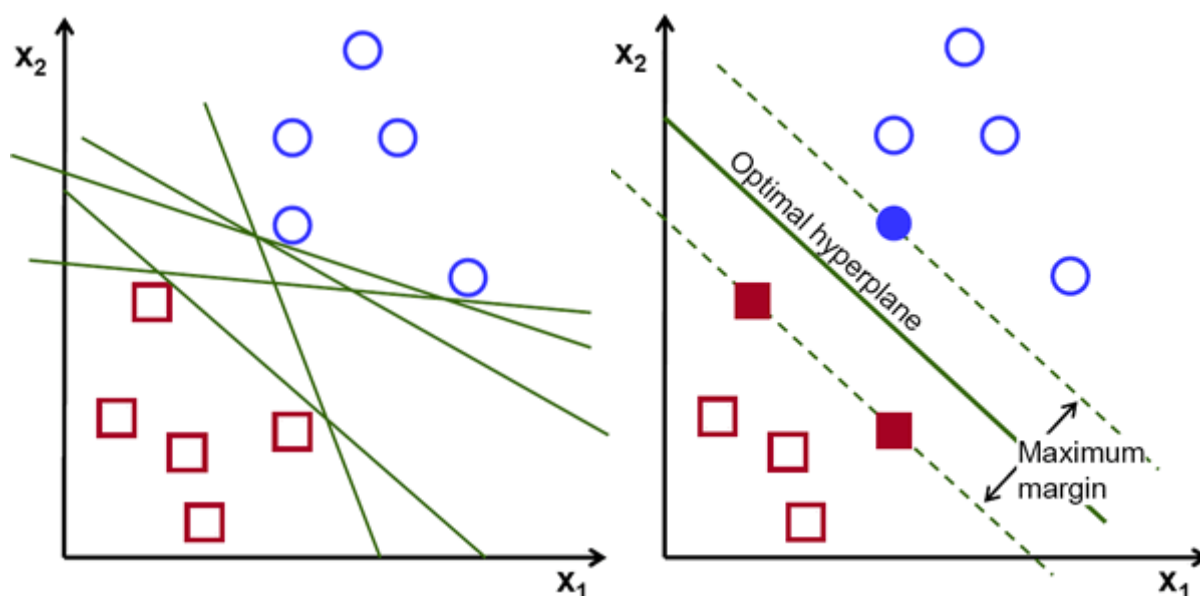 x₂
x₁
x₂
Optimal hyperplane
Maximum
margin
x₁